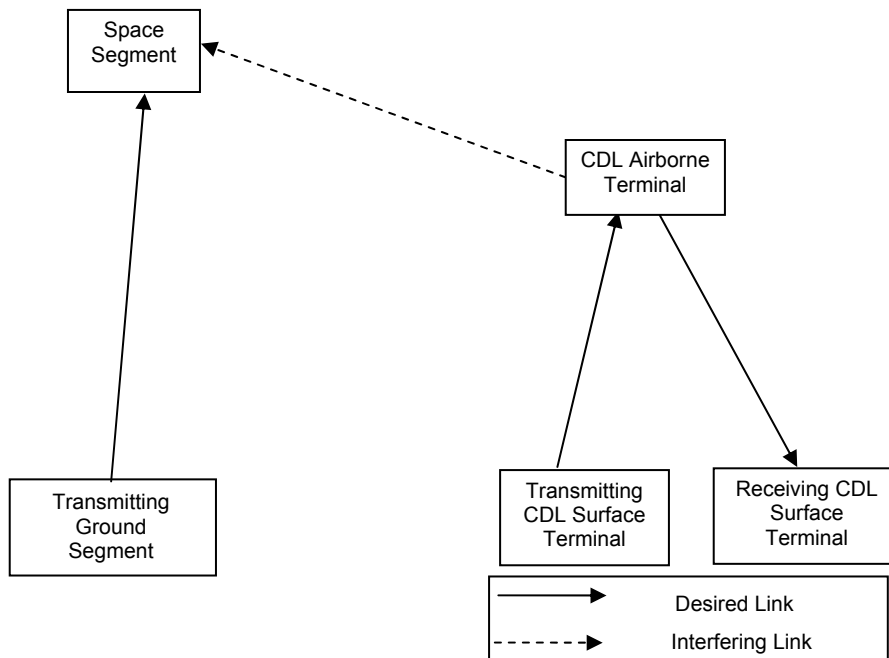 Space
Segment
CDL Airborne
Terminal
Transmitting
Ground
Segment
Transmitting
CDL Surface
Terminal
Receiving CDL
Surface
Terminal
Desired Link
Interfering Link